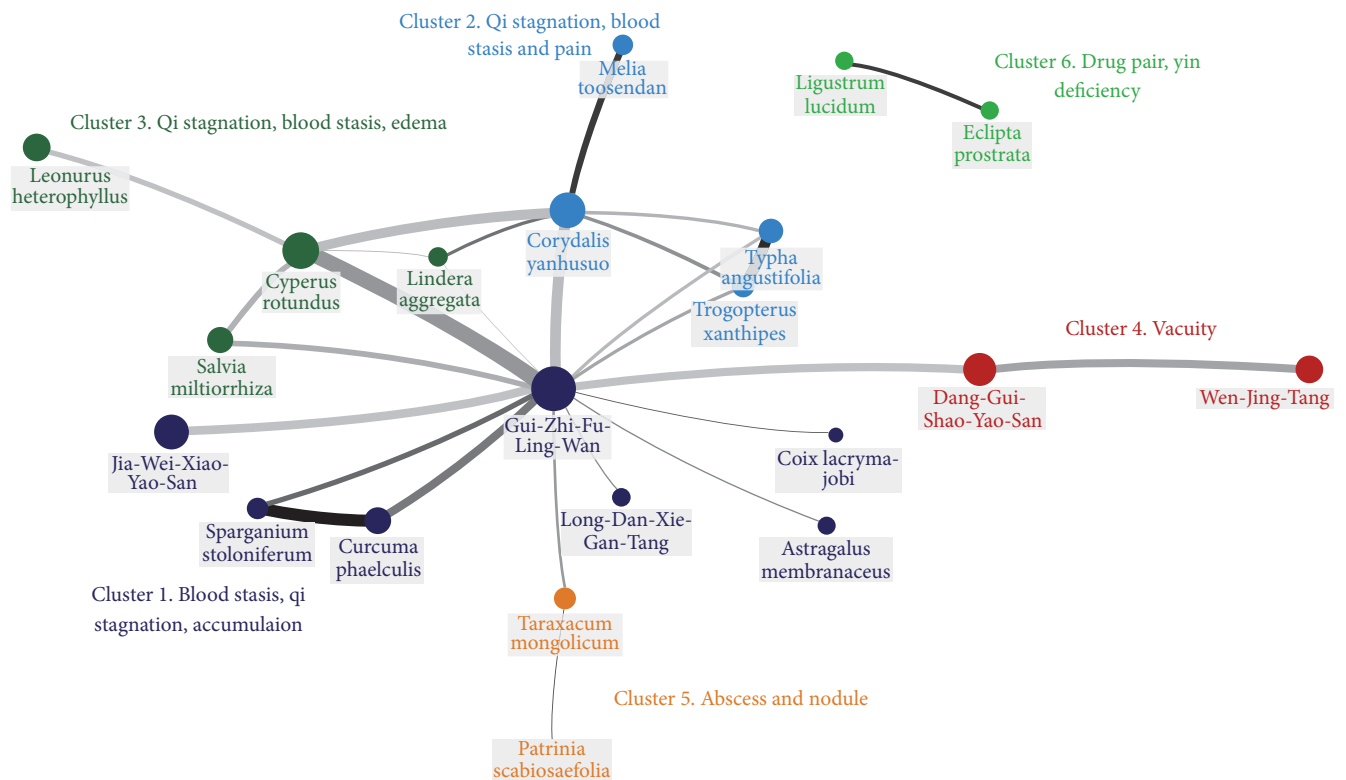 Cluster 2. Qi stagnation, blood
stasis and pain
Melia
toosendan
Ligustrum
lucidum
Cluster 6. Drug pair, yin
deficiency
Eclipta
prostrata
Cluster 3. Qi stagnation, blood stasis, edema
Leonurus
heterophyllus
Cyperus
rotundus
Lindera
aggregata
Corydalis
yanhusuo
Typha
angustifolia
Trogopterus
xanthipes
Salvia
miltiorrhiza
Cluster 4. Vacuity
Dang-Gui-
Shao-Yao-San
Wen-Jing-Tang
Gui-Zhi-Fu-
Ling-Wan
Jia-Wei-Xiao-
Yao-San
Coix lacryma-
jobi
Sparganium
stoloniferum
Curcuma
phaelculis
Long-Dan-Xie-
Gan-Tang
Astragalus
membranaceus
Cluster 1. Blood stasis, qi
stagnation, accumulaion
Taraxacum
mongolicum
Cluster 5. Abscess and nodule
Patrinia
scabiosaefolia